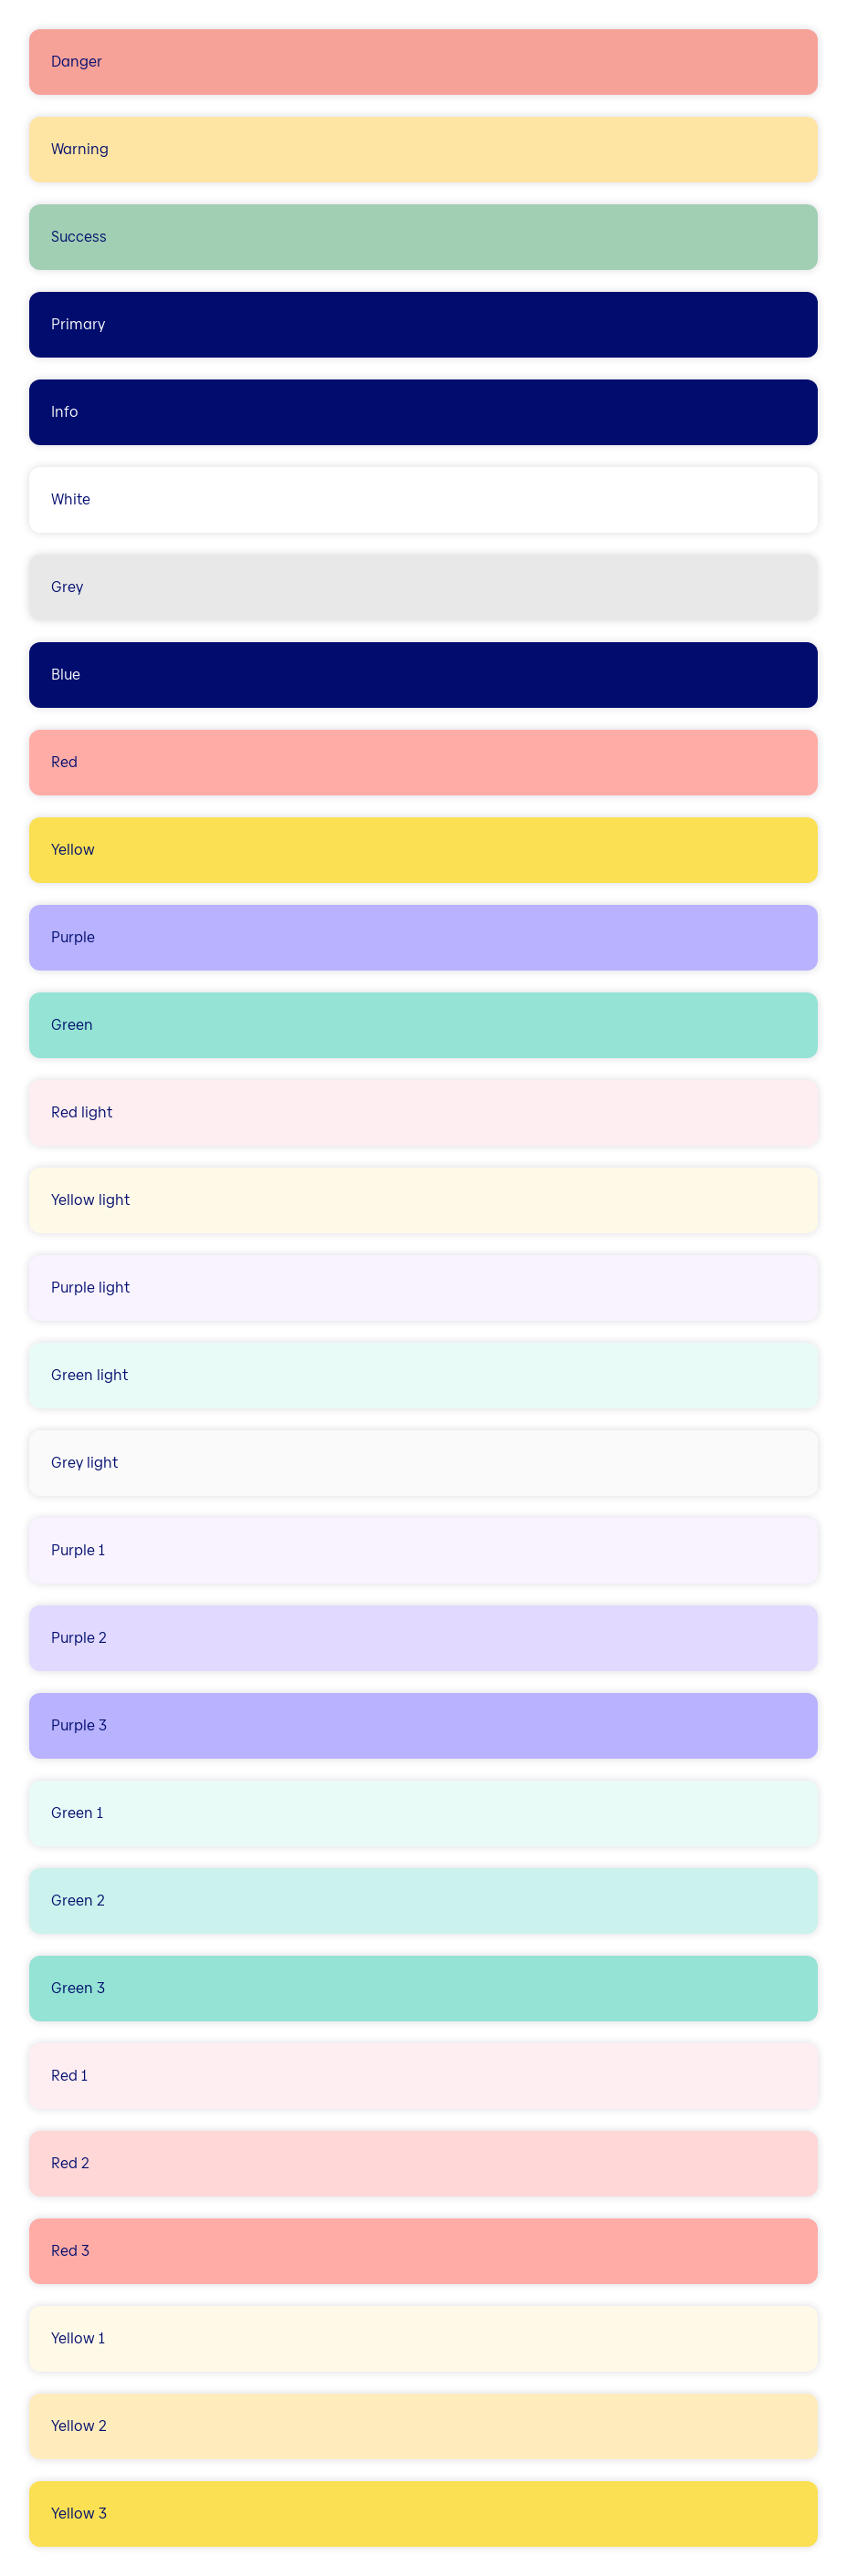 Danger
Warning
Success
Primary
Info
White
Grey
Blue
Red
Yellow
Purple
Green
Red light
Yellow light
Purple light
Green light
Grey light
Purple 1
Purple 2
Purple 3
Green 1
Green 2
Green 3
Red 1
Red 2
Red 3
Yellow 1
Yellow 2
Yellow 3